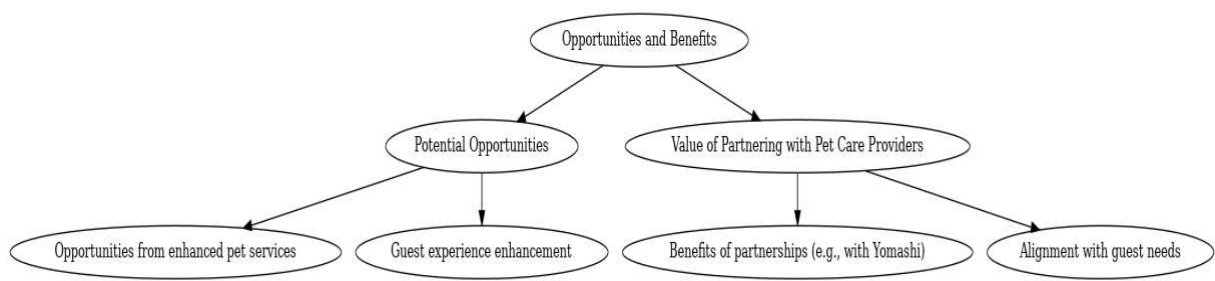 Opportunities and Benefits
Potential Opportunities
Value of Partnering with Pet Care Providers
Opportunities from enhanced pet services
Guest experience enhancement
Benefits of partnerships (e.g., with Yomashi)
Alignment with guest needs